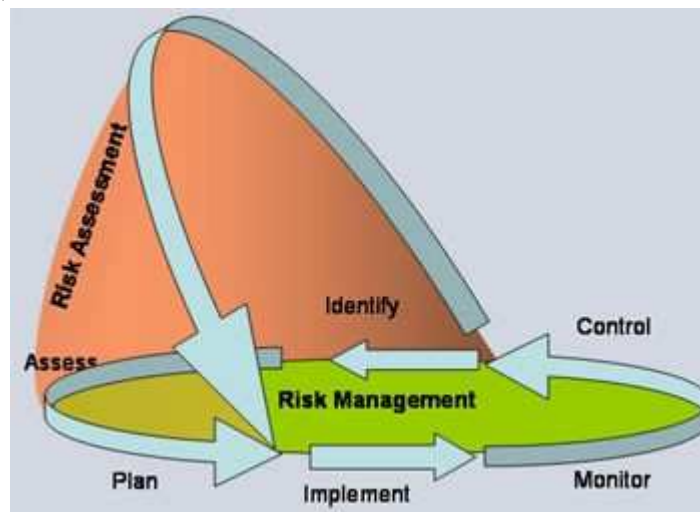 Risk Assessment
Identify
Control
Assess
Risk Management
Plan
Implement
Monitor